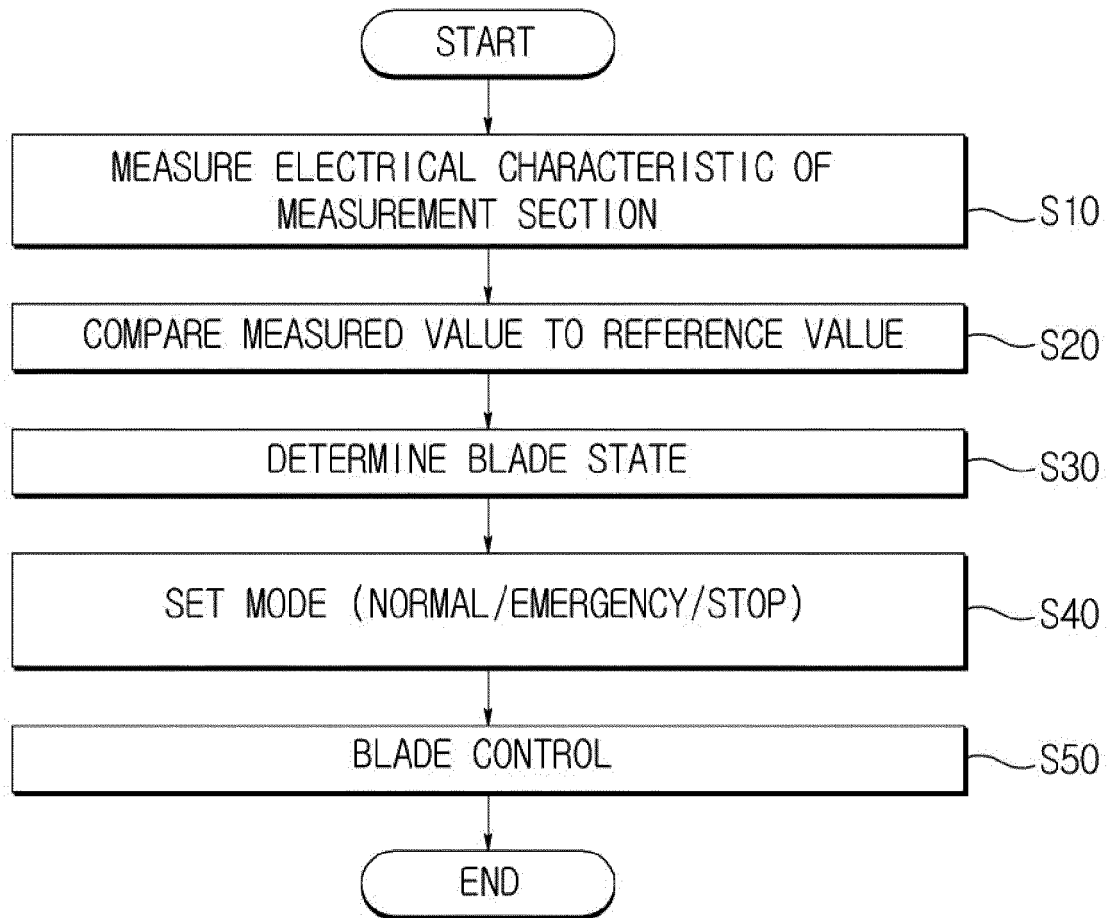 START
MEASURE ELECTRICAL CHARACTERISTIC OF
MEASUREMENT SECTION
S10
COMPARE MEASURED VALUE TO REFERENCE VALUE
S20
DETERMINE BLADE STATE
S30
SET MODE (NORMAL/EMERGENCY/STOP)
S40
BLADE CONTROL
S50
END